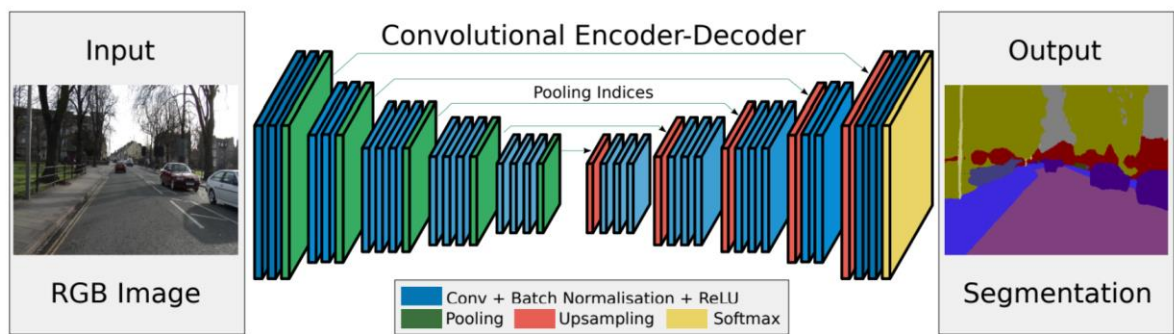 Input
RGB Image
Convolutional Encoder-Decoder
Pooling Indices
Conv + Batch Normalisation + ReLU
Pooling Upsampling Softmax
Output
Segmentation